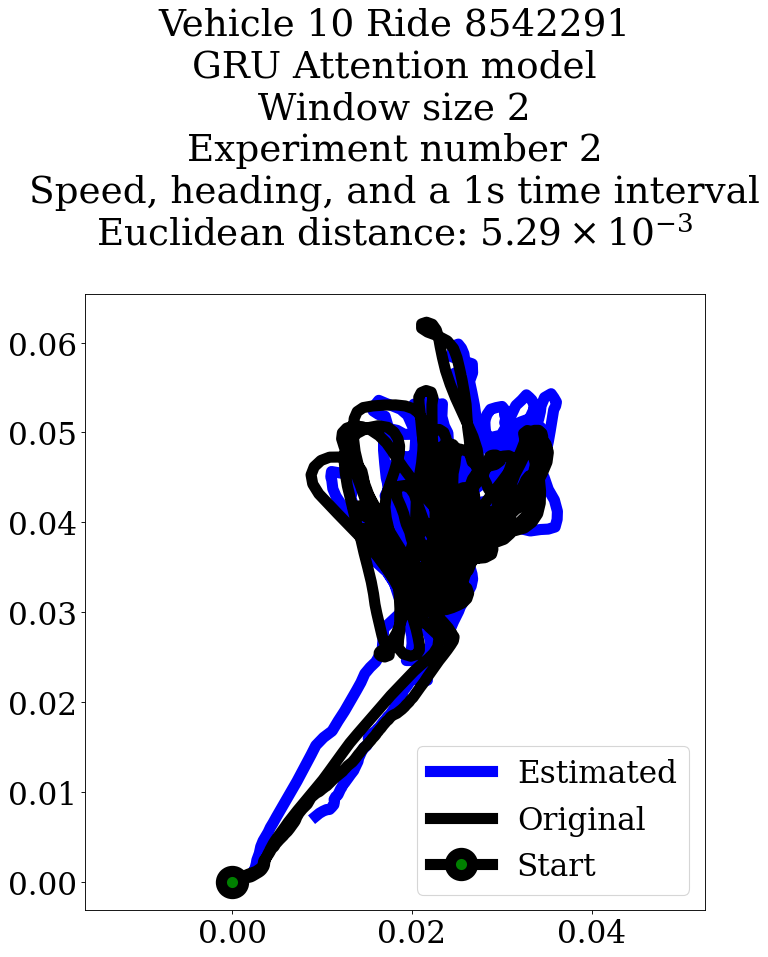 Vehicle 10 Ride 8542291
GRU Attention model
Window size 2
Experiment number 2
Speed, heading, and a 1s time interval
Euclidean distance: 5.29 × 10⁻³
0.06
0.05
0.04
0.03
0.02
0.01
0.00
Estimated
Original
Start
0.00 0.02 0.04